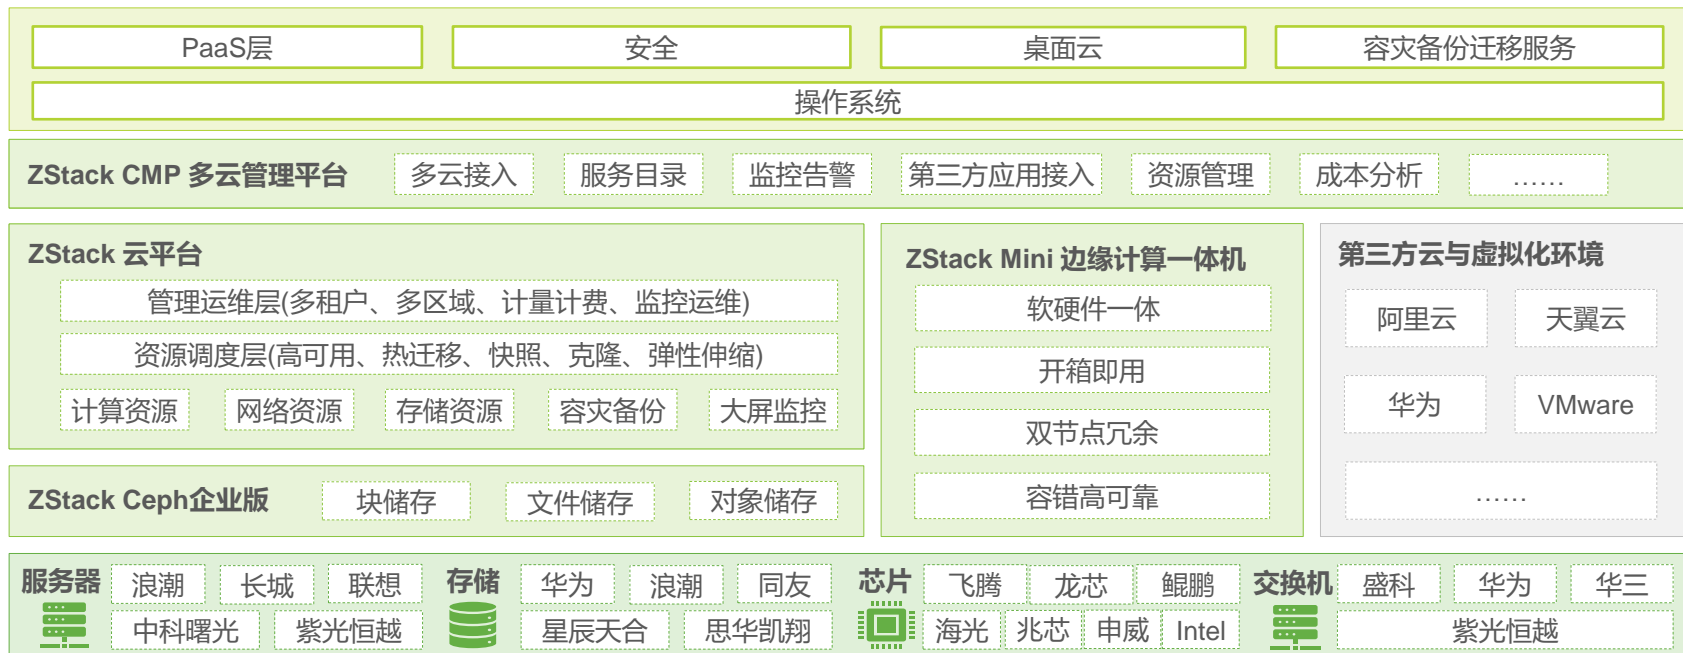 PaaS层
安全
桌面云
容灾备份迁移服务
操作系统
ZStack CMP 多云管理平台
多云接入
服务目录
监控告警
第三方应用接入
资源管理
成本分析
……
ZStack 云平台
管理运维层(多租户、多区域、计量计费、监控运维)
资源调度层(高可用、热迁移、快照、克隆、弹性伸缩)
计算资源
网络资源
存储资源
容灾备份
大屏监控
ZStack Ceph企业版
块储存
文件储存
对象储存
ZStack Mini 边缘计算一体机
软硬件一体
开箱即用
双节点冗余
容错高可靠
第三方云与虚拟化环境
阿里云
天翼云
华为
VMware
……
服务器
浪潮
长城
联想
中科曙光
紫光恒越
存储
华为
浪潮
同友
星辰天合
思华凯翔
芯片
飞腾
龙芯
鲲鹏
海光
兆芯
申威
Intel
交换机
盛科
华为
华三
紫光恒越